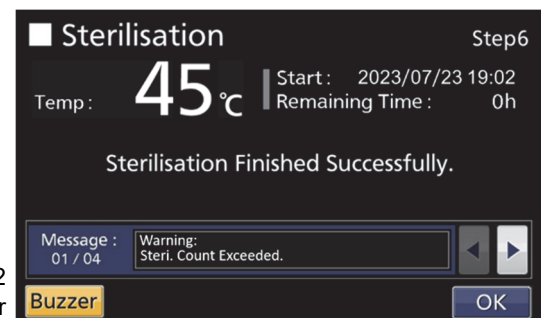 Sterilisation
Step6
Temp: 45℃
Start: 2023/07/23 19:02
Remaining Time: 0h
Sterilisation Finished Successfully.
Message:
01 / 04
Warning:
Steri. Count Exceeded.
2
r
Buzzer
OK